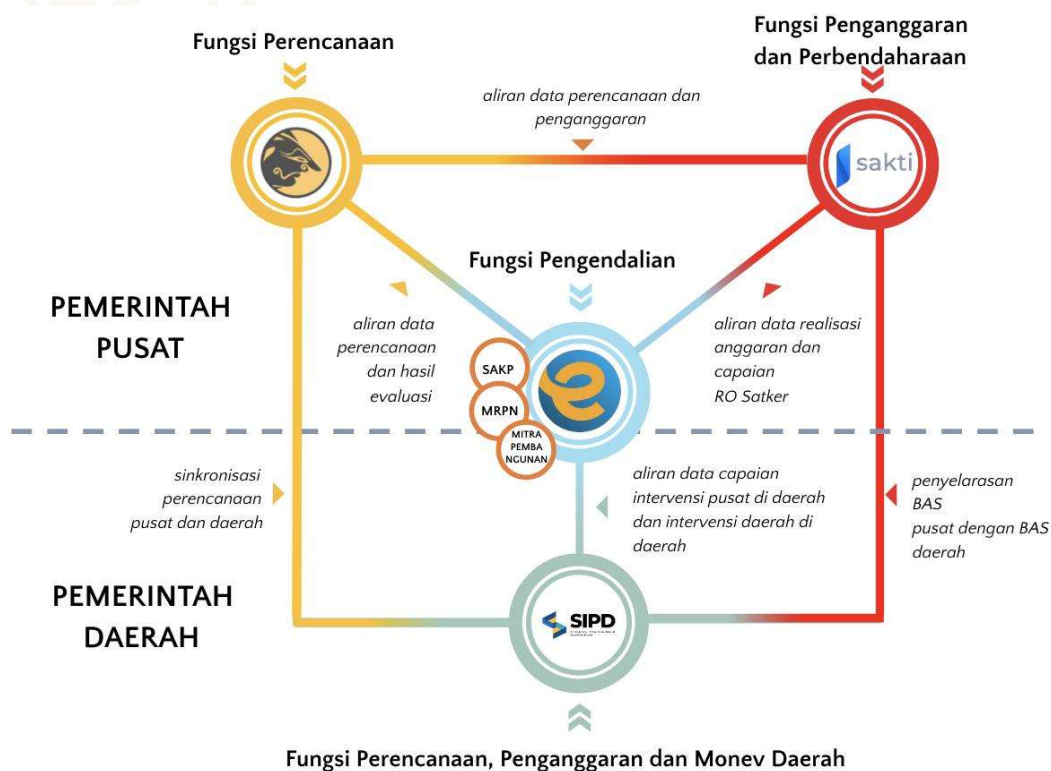 Fungsi Perencanaan
Fungsi Penganggaran
dan Perbendaharaan
aliran data perencanaan dan
penganggaran
sakti
Fungsi Pengendalian
PEMERINTAH
PUSAT
aliran data
perencanaan
dan hasil
evaluasi
SAKP
MRPN
MITRA
PEMBA
NGUNAN
aliran data realisasi
anggaran dan
capaian
RO Satker
sinkronisasi
perencanaan
pusat dan daerah
aliran data capaian
intervensi pusat di daerah
dan intervensi daerah di
daerah
penyelarasan
BAS
pusat dengan BAS
daerah
PEMERINTAH
DAERAH
SIPD
Fungsi Perencanaan, Penganggaran dan Monev Daerah